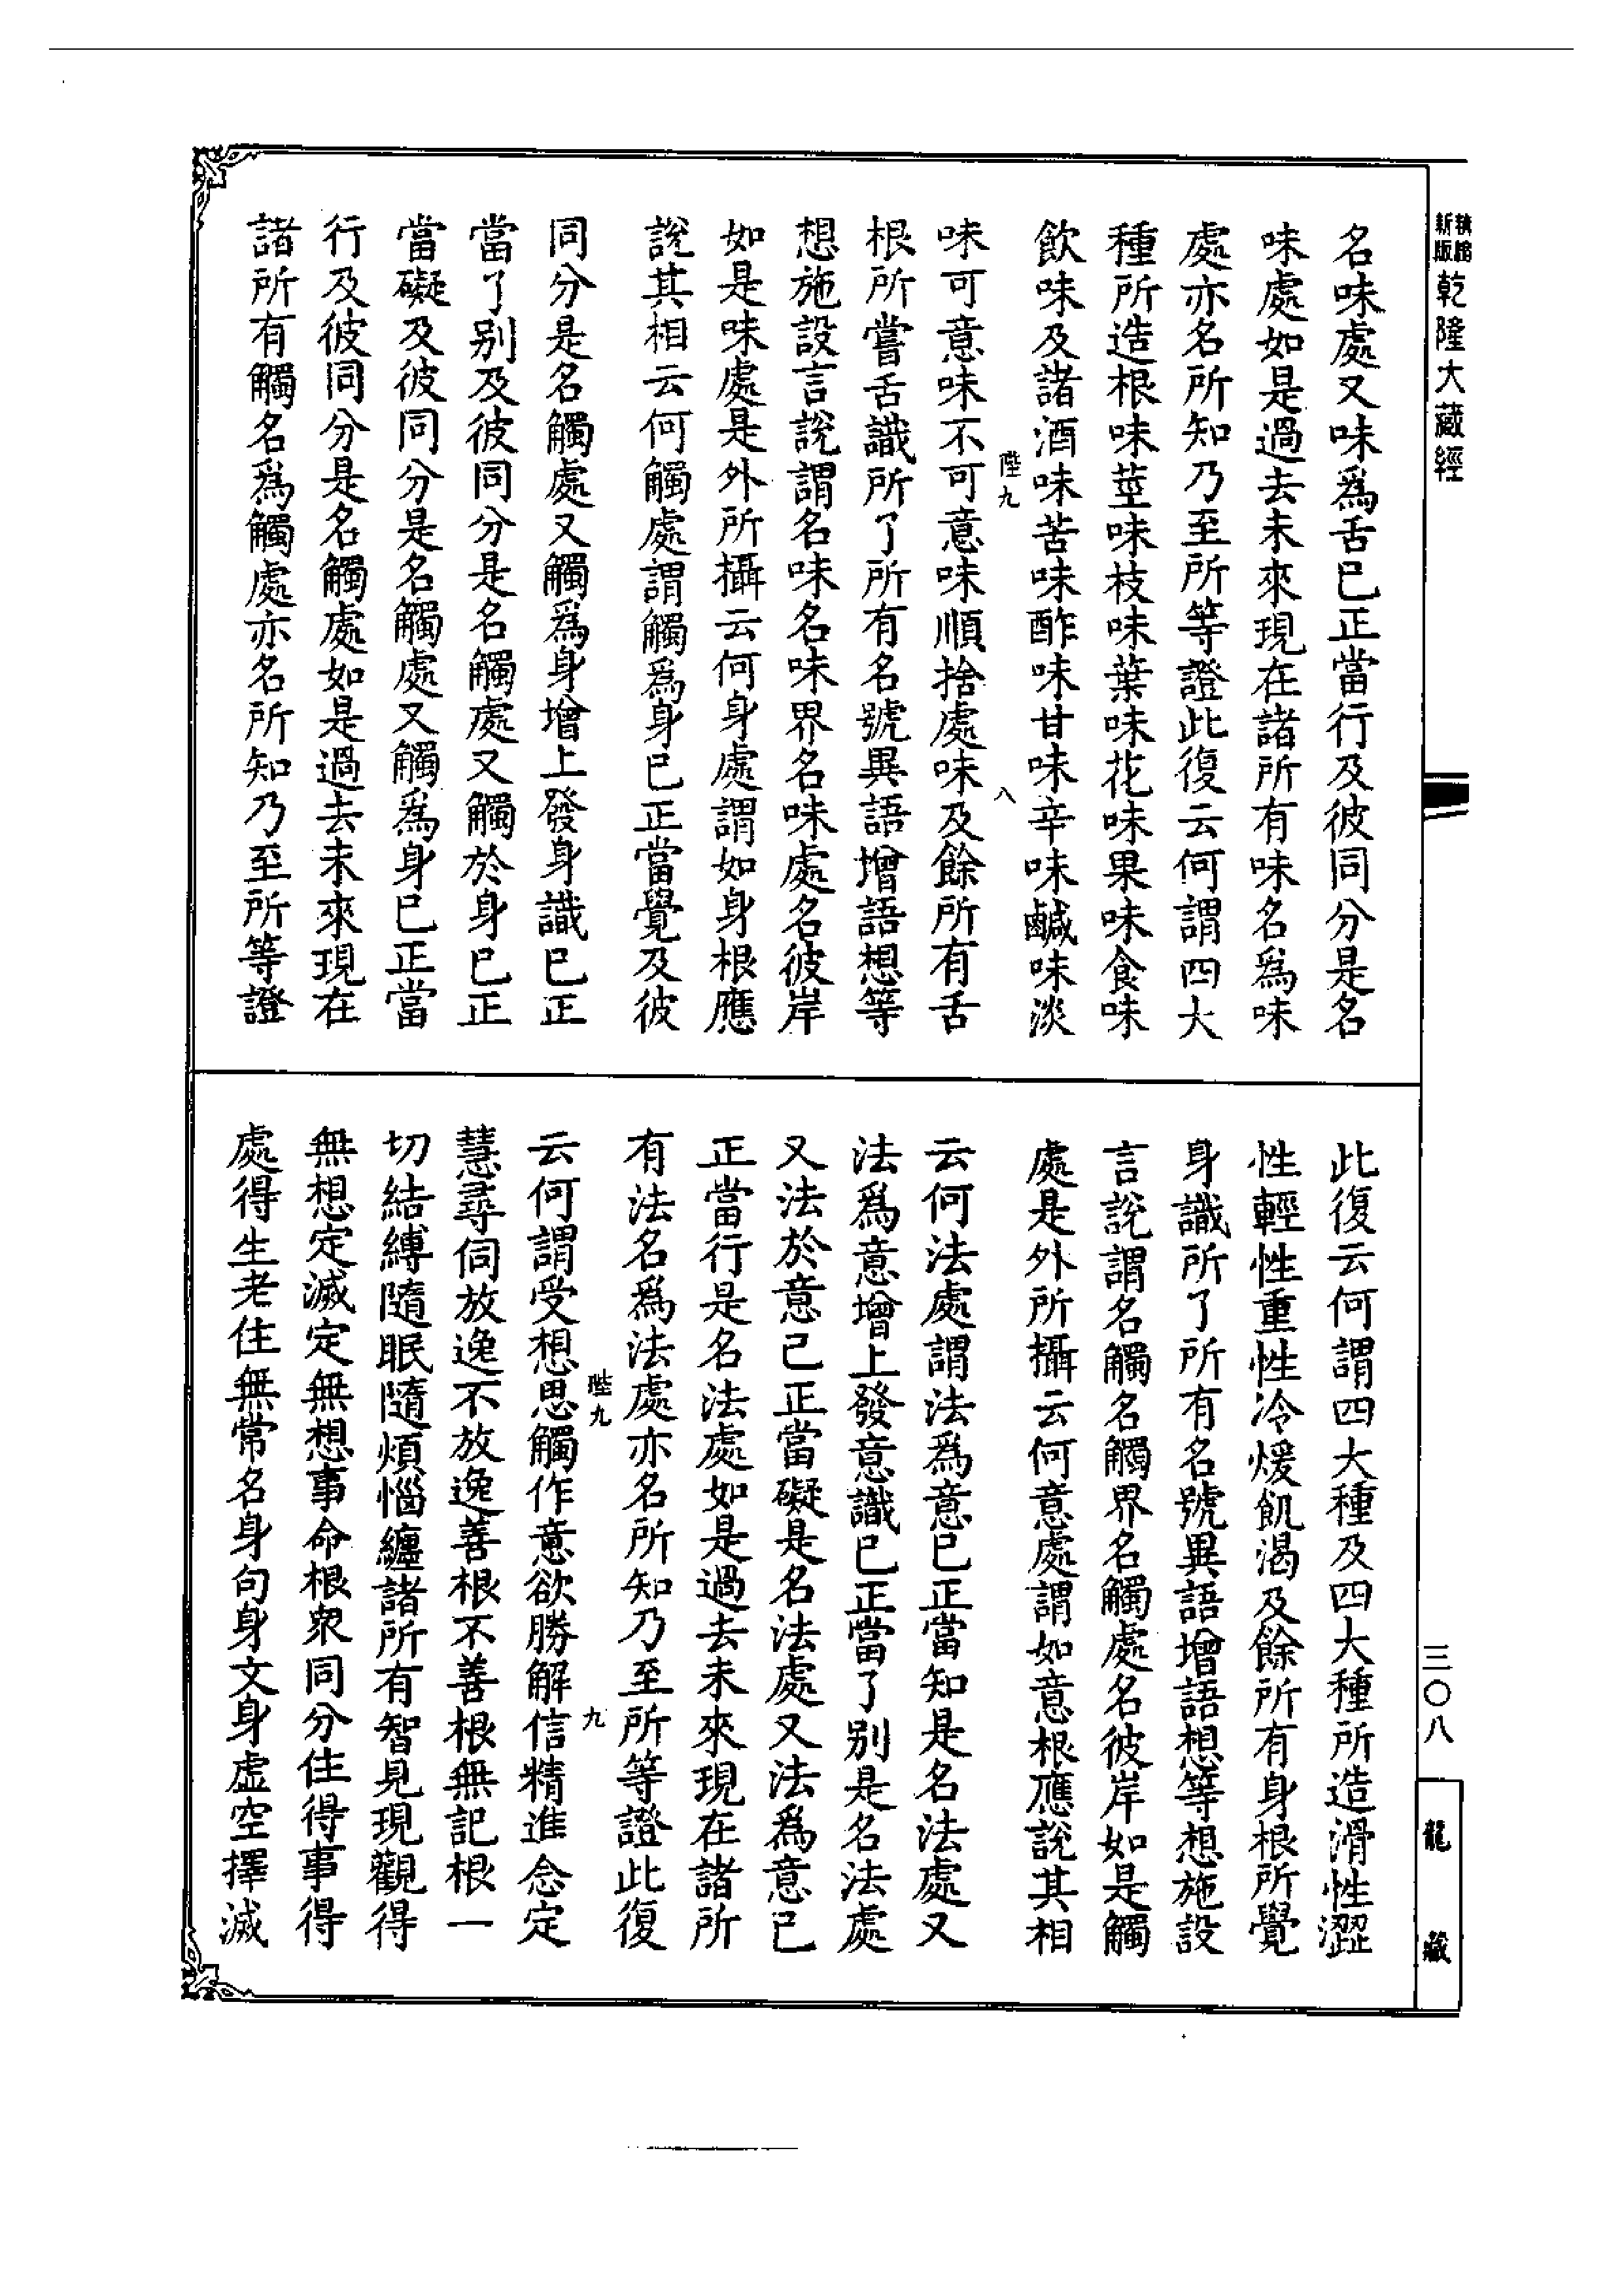 精縮新版
乾隆大藏經
名味處又味爲舌已正當行及彼同分是名
味處如是過去未來現在諸所有味名爲味
處亦名所知乃至所等證此復云何謂四大
種所造根味莖味枝味葉味花味果味食味
飲味及諸酒味苦味酢味甘味辛味鹹味淡
陛九
八
味可意味不可意味順捨處味及餘所有舌
根所嘗舌識所了所有名號異語增語想等
想施設言說謂名味名味界名味處名彼岸
如是味處是外所攝云何身處謂如身根應
說其相云何觸處謂觸爲身已正當覺及彼
同分是名觸處又觸爲身增上發身識已正
當了别及彼同分是名觸處又觸於身已正
當礙及彼同分是名觸處又觸爲身已正當
行及彼同分是名觸處如是過去未來現在
諸所有觸名爲觸處亦名所知乃至所等證
此復云何謂四大種及四大種所造滑性澀
性輕性重性冷煖飢渴及餘所有身根所覺
身識所了所有名號異語增語想等想施設
言說謂名觸名觸界名觸處名彼岸如是觸
處是外所攝云何意處謂如意根應說其相
云何法處謂法爲意已正當知是名法處又
法爲意增上發意識已正當了别是名法處
又法於意已正當礙是名法處又法爲意已
正當行是名法處如是過去未來現在諸所
有法名爲法處亦名所知乃至所等證此復
陛九
九
云何謂受想思觸作意欲勝解信精進念定
慧尋伺放逸不放逸善根不善根無記根一
切結縛隨眠隨煩惱纏諸所有智見現觀得
無想定滅定無想事命根眾同分住得事得
處得生老住無常名身句身文身虛空擇滅
三〇八
龍藏